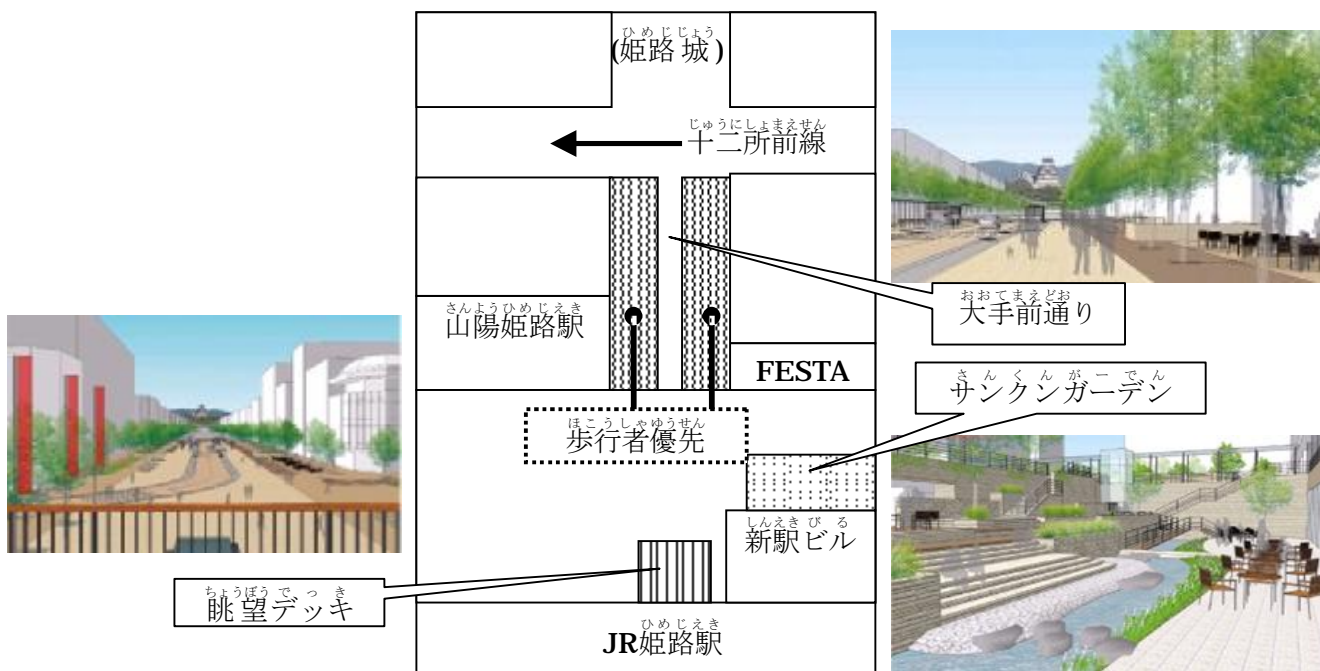 ひめじじょう
(姫路城)
じゅうにしょまえせん
十二所前線
おおてまえどお
大手前通り
さんようひめじえき
山陽姫路駅
FESTA
さんくんがーでん
サンクンガーデン
ほこうしゃゆうせん
歩行者優先
しんえきびる
新駅ビル
ちょうぼうでっき
眺望デッキ
ひめじえき
JR姫路駅